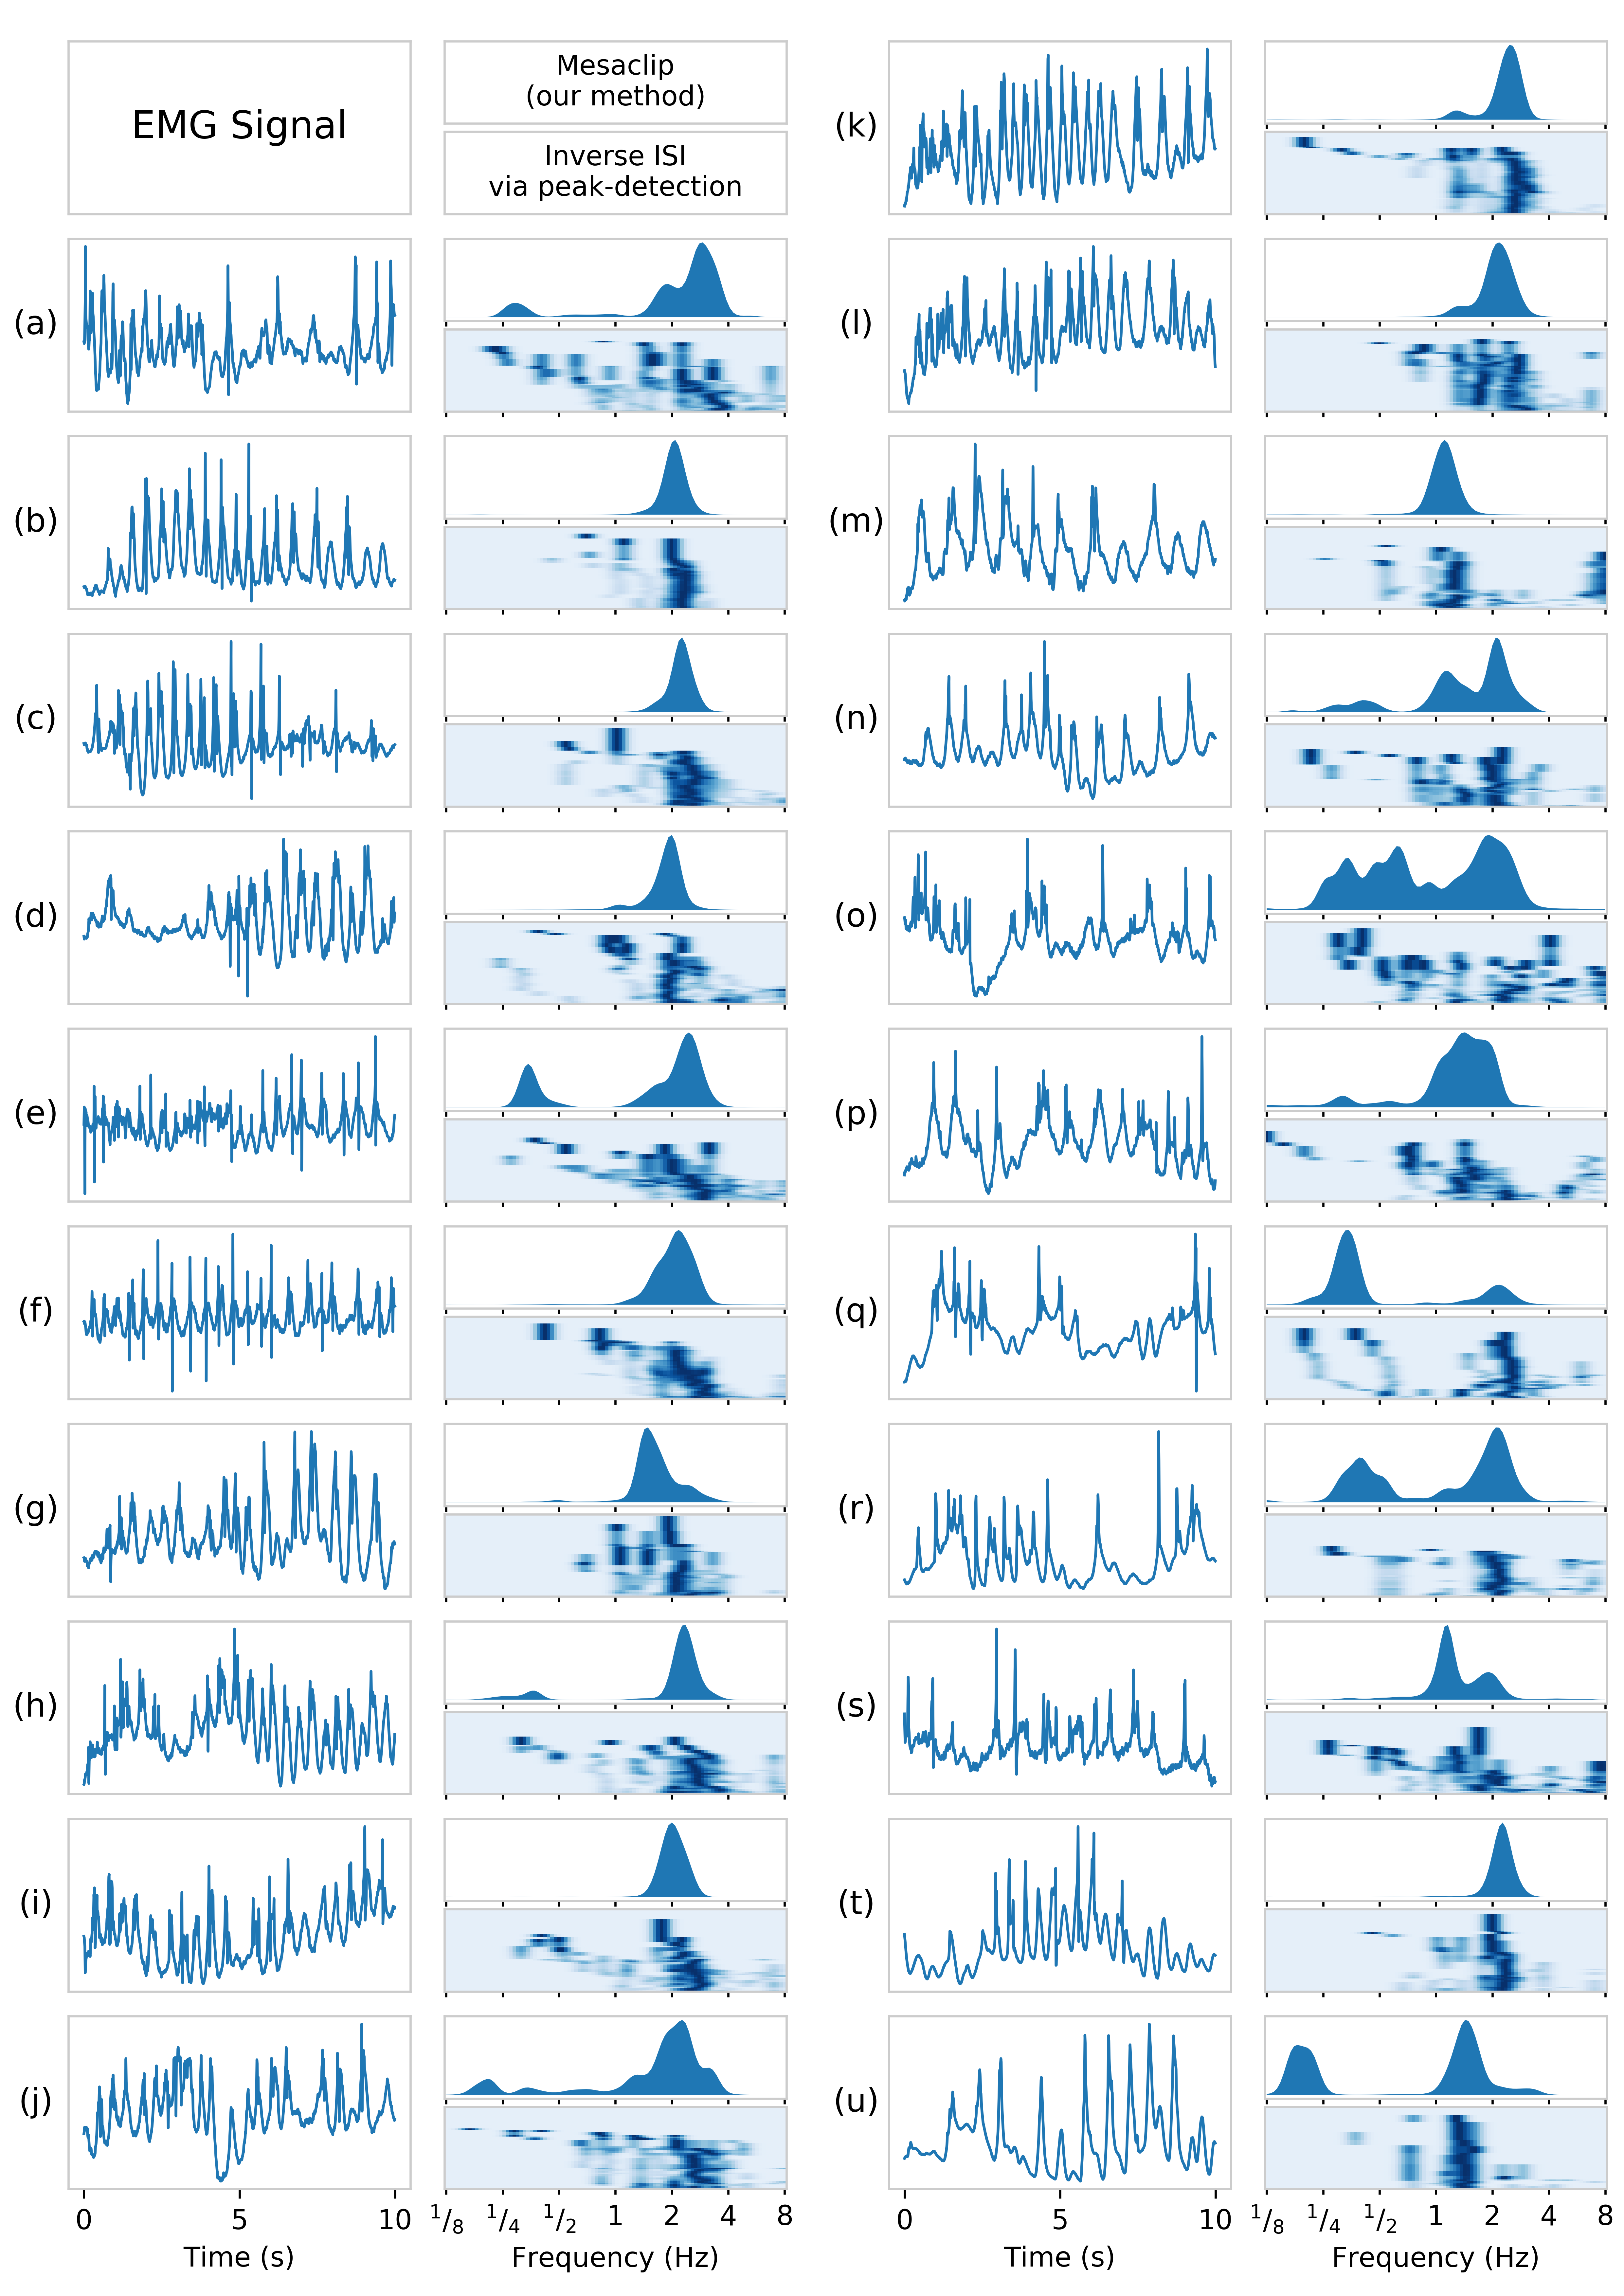 EMG Signal
Mesaclip
(our method)
Inverse ISI
via peak-detection
(a)
(b)
(c)
(d)
(e)
(f)
(g)
(h)
(i)
(j)
0 5 10
Time (s)
1/8 1/4 1/2 1 2 4 8
Frequency (Hz)
(k)
(l)
(m)
(n)
(o)
(p)
(q)
(r)
(s)
(t)
(u)
0 5 10
Time (s)
1/8 1/4 1/2 1 2 4 8
Frequency (Hz)